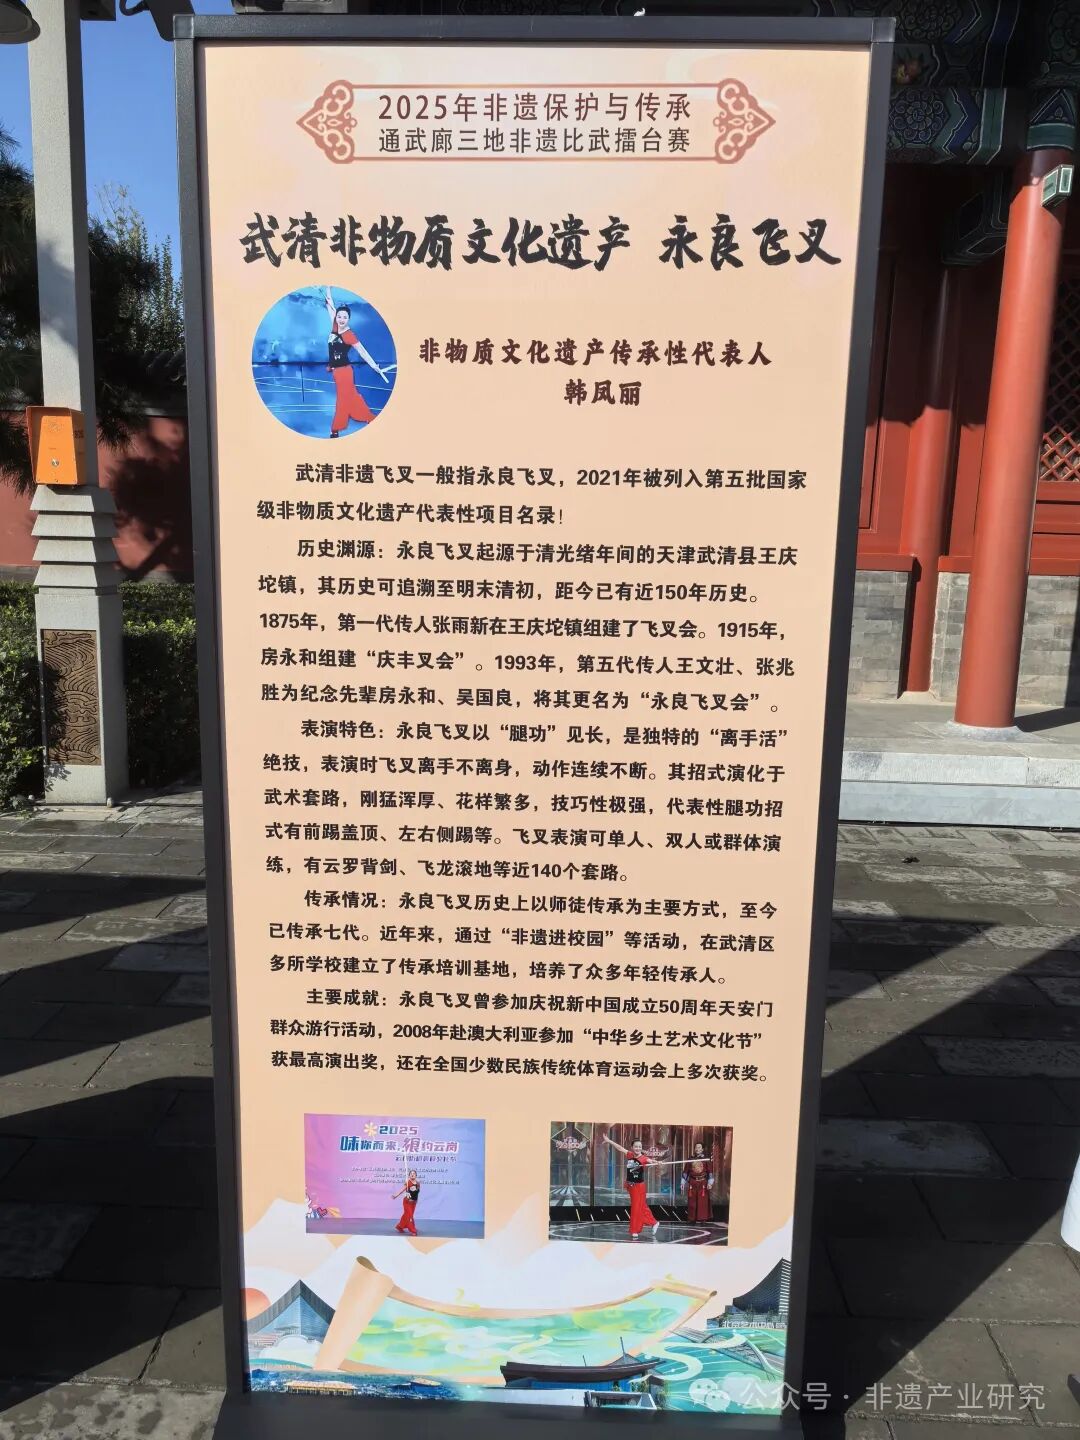 2025年非遗保护与传承
通武廊三地非遗比武擂台赛
武清非物质文化遗产 永良飞叉
非物质文化遗产传承性代表人
韩凤丽
武清非遗飞叉一般指永良飞叉，2021年被列入第五批国家
级非物质文化遗产代表性项目名录！
历史渊源：永良飞叉起源于清光绪年间的天津武清县王庆
坨镇，其历史可追溯至明末清初，距今已有近150年历史。
1875年，第一代传人张雨新在王庆坨镇组建了飞叉会。1915年，
房永和组建“庆丰叉会”。1993年，第五代传人王文壮、张兆
胜为纪念先辈房永和、吴国良，将其更名为“永良飞叉会”。
表演特色：永良飞叉以“腿功”见长，是独特的“离手活”
绝技，表演时飞叉离手不离身，动作连续不断。其招式演化于
武术套路，刚猛浑厚、花样繁多，技巧性极强，代表性腿功招
式有前踢盖顶、左右侧踢等。飞叉表演可单人、双人或群体演
练，有云罗背剑、飞龙滚地等近140个套路。
传承情况：永良飞叉历史上以师徒传承为主要方式，至今
已传承七代。近年来，通过“非遗进校园”等活动，在武清区
多所学校建立了传承培训基地，培养了众多年轻传承人。
主要成就：永良飞叉曾参加庆祝新中国成立50周年天安门
群众游行活动，2008年赴澳大利亚参加“中华乡土艺术文化节”
获最高演出奖，还在全国少数民族传统体育运动会上多次获奖。
2025
味你而来，猴约云岗
公众号·非遗产业研究